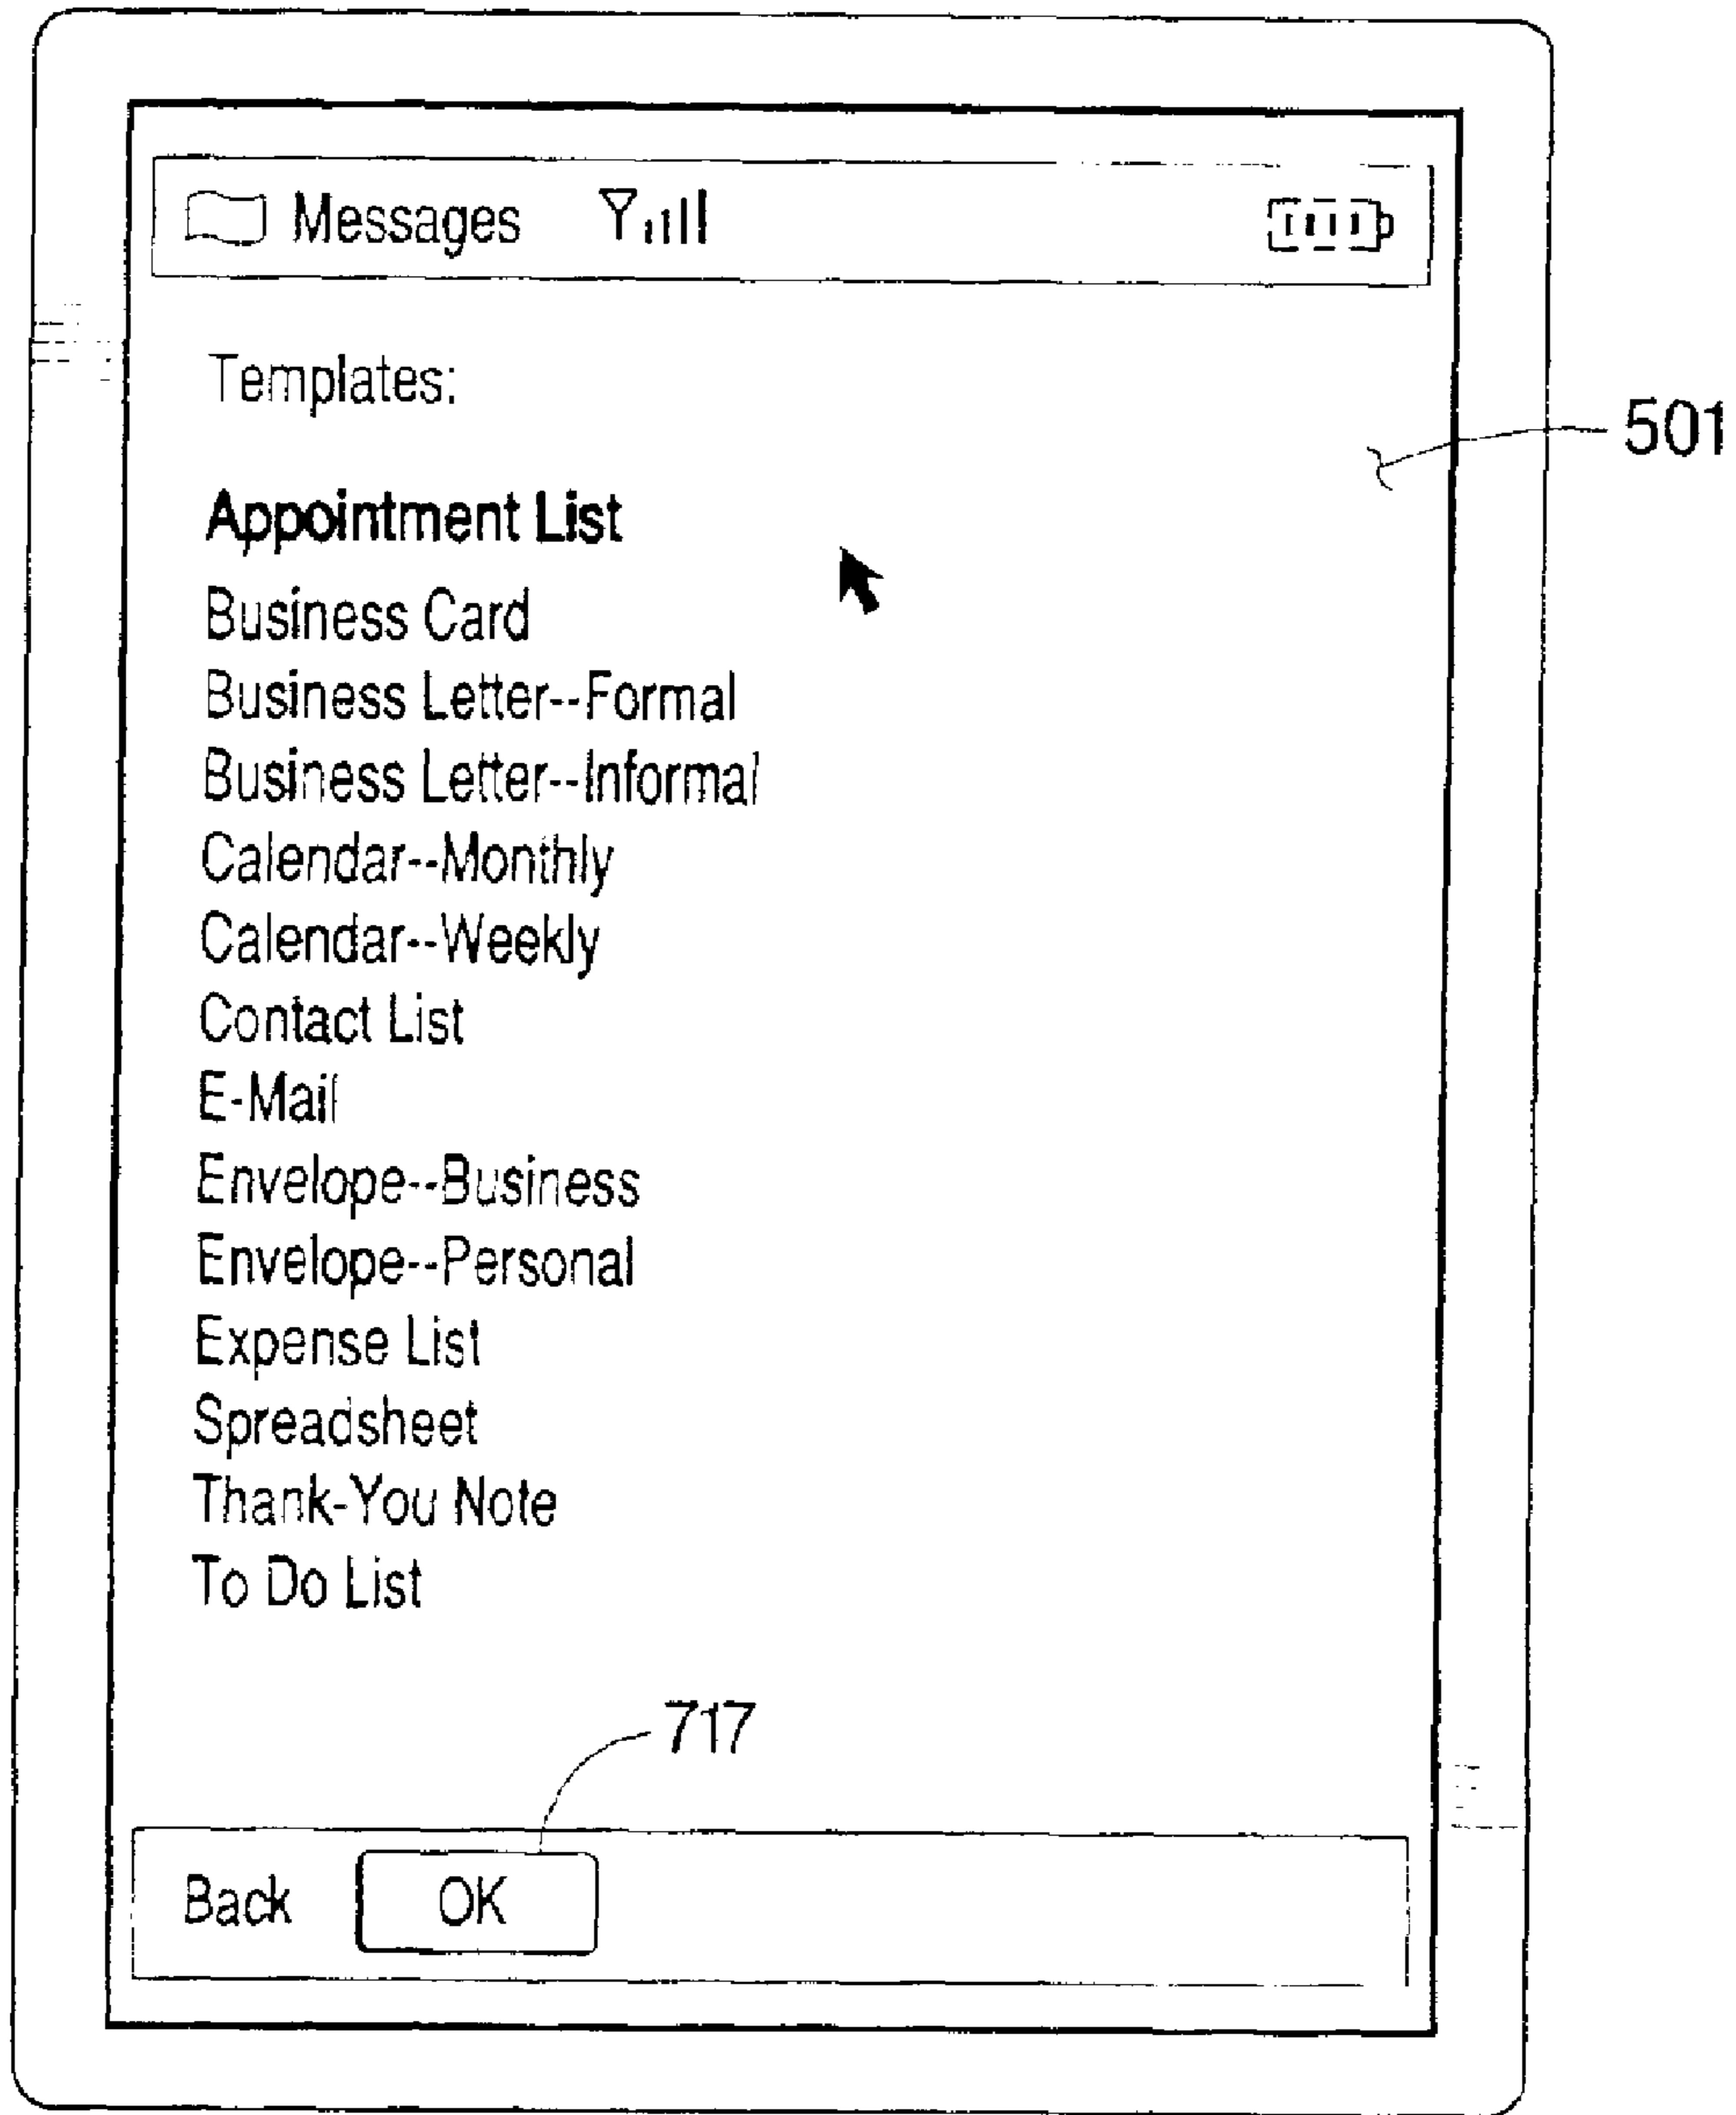 Messages
Templates:
501
Appointment List
Business Card
Business Letter--Formal
Business Letter--Informal
Calendar--Monthly
Calendar--Weekly
Contact List
E-Mail
Envelope--Business
Envelope--Personal
Expense List
Spreadsheet
Thank-You Note
To Do List
717
Back OK